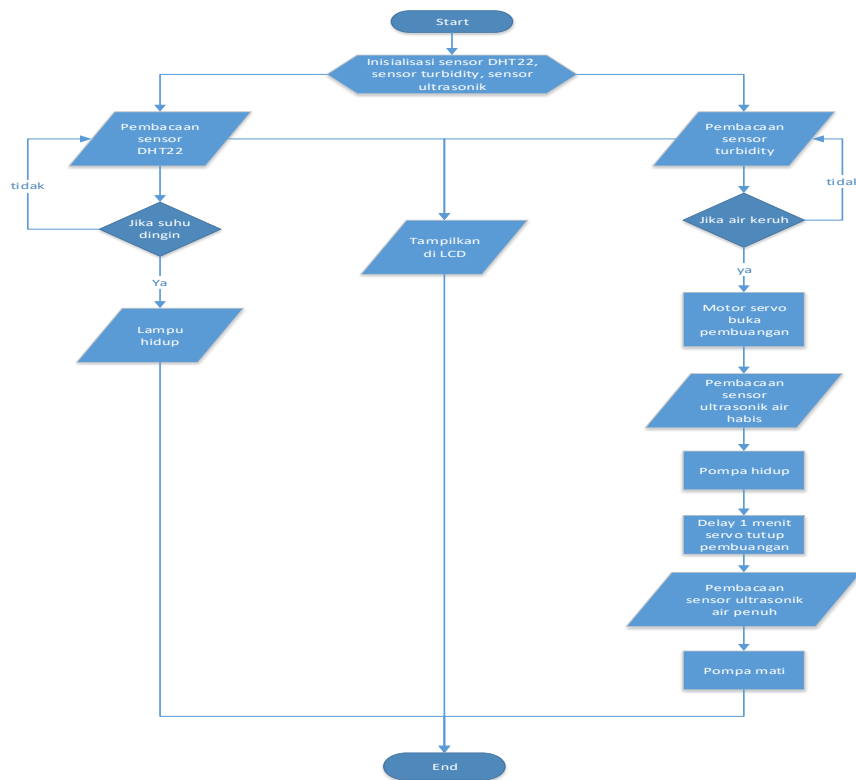 Start
Inisialisasi sensor DHT22,
sensor turbidity, sensor
ultrasonik
Pembacaan
sensor
DHT22
Pembacaan
sensor
turbidity
tidak
tidak
Jika suhu
dingin
Tampilkan
di LCD
Jika air keruh
Ya
ya
Lampu
hidup
Motor servo
buka
pembuangan
Pembacaan
sensor
ultrasonik air
habis
Pompa hidup
Delay 1 menit
servo tutup
pembuangan
Pembacaan
sensor ultrasonik
air penuh
Pompa mati
End